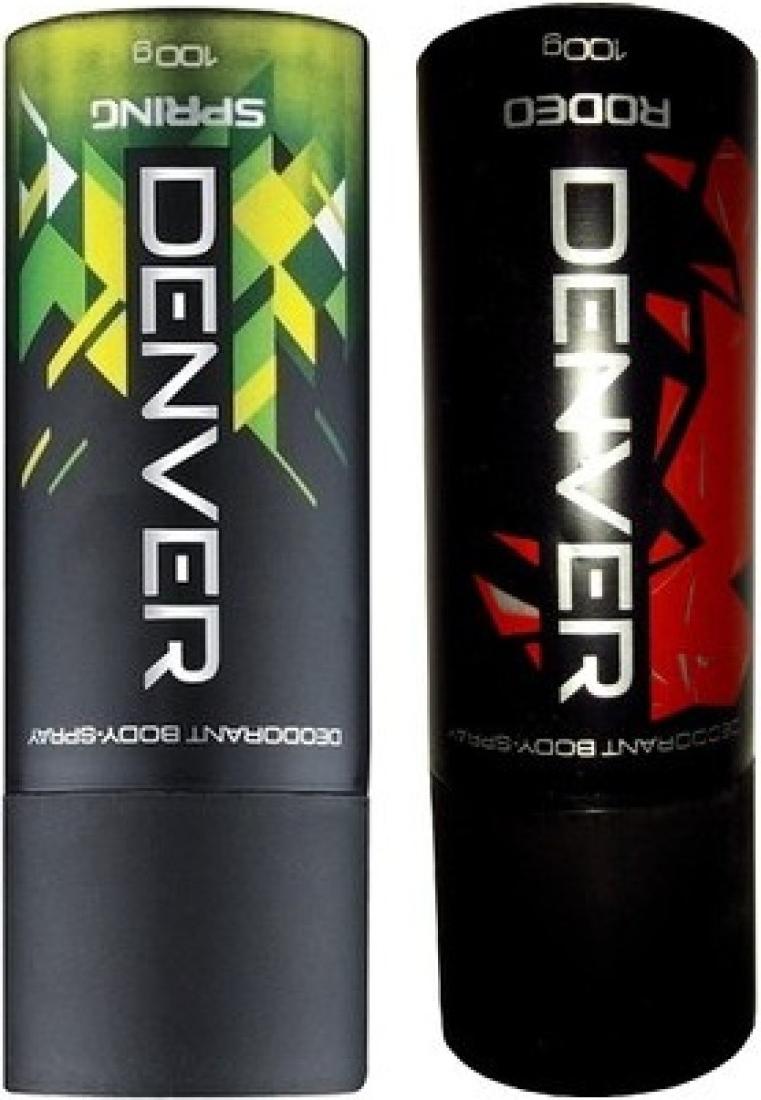 100g
SPRING
DENVER
DEODORANT BODY-SPRAY
100g
RODEO
DENVER
DEODORANT BODY-SPRAY